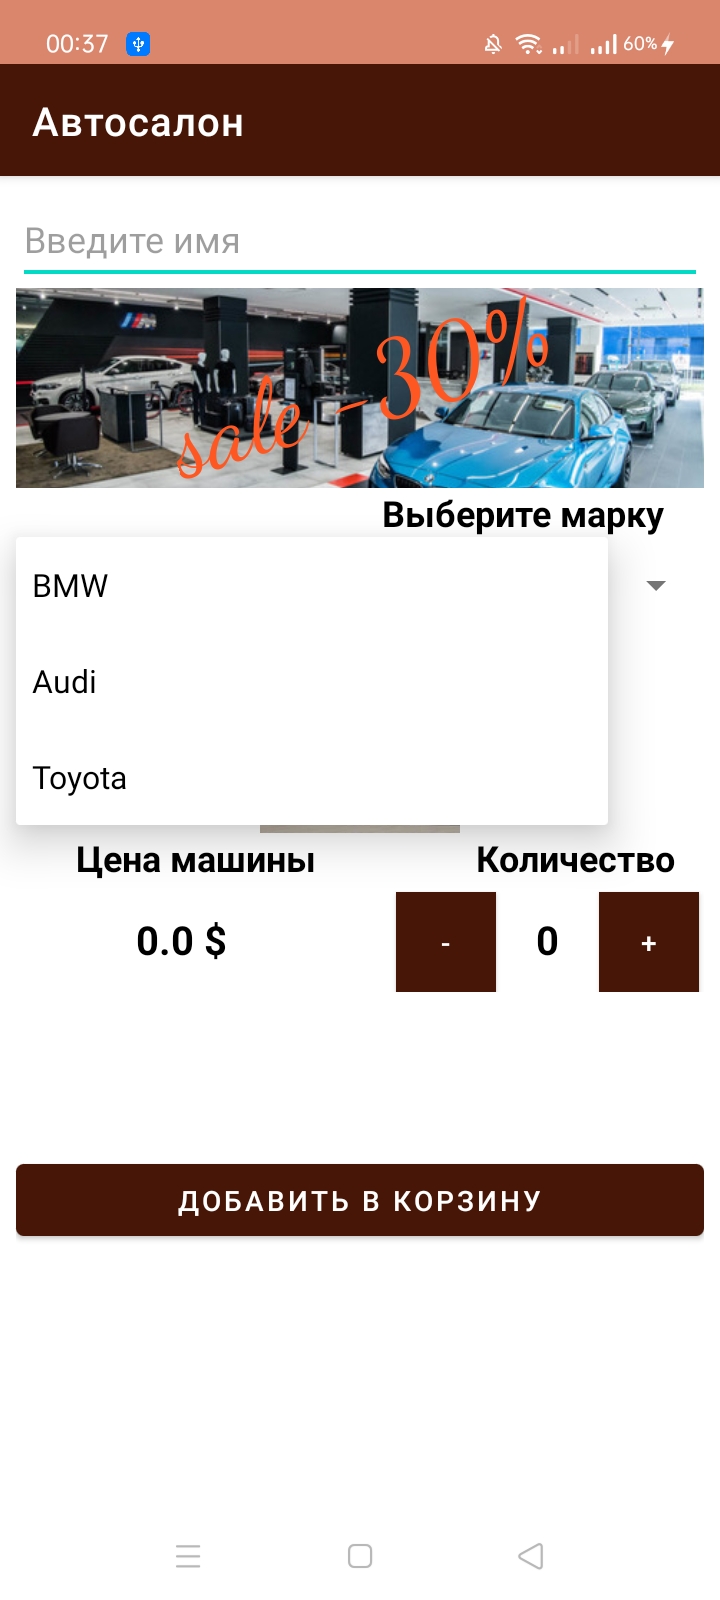 00:37 60%
Автосалон
Введите имя
sale -30%
Выберите марку
BMW
Audi
Toyota
Цена машины Количество
0.0 $ - 0 +
ДОБАВИТЬ В КОРЗИНУ